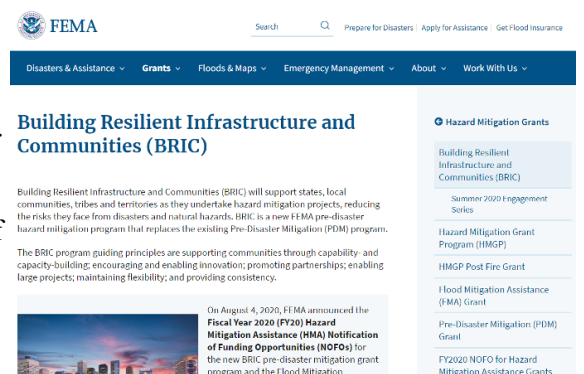 FEMA
Search
Prepare for Disasters | Apply for Assistance | Get Flood Insurance
Disasters & Assistance
Grants
Floods & Maps
Emergency Management
About
Work With Us
Building Resilient Infrastructure and
Communities (BRIC)
Building Resilient Infrastructure and Communities (BRIC) will support states, local
communities, tribes and territories as they undertake hazard mitigation projects, reducing
the risks they face from disasters and natural hazards. BRIC is a new FEMA pre-disaster
hazard mitigation program that replaces the existing Pre-Disaster Mitigation (PDM) program.
The BRIC program guiding principles are supporting communities through capability- and
capacity-building; encouraging and enabling innovation; promoting partnerships; enabling
large projects; maintaining flexibility; and providing consistency.
On August 4, 2020, FEMA announced the
Fiscal Year 2020 (FY20) Hazard
Mitigation Assistance (HMA) Notification
of Funding Opportunities (NOFOs) for
the new BRIC pre-disaster mitigation grant
program and the Flood Mitigation
Hazard Mitigation Grants
Building Resilient
Infrastructure and
Communities (BRIC)
Summer 2020 Engagement
Series
Hazard Mitigation Grant
Program (HMGP)
HMGP Post Fire Grant
Flood Mitigation Assistance
(FMA) Grant
Pre-Disaster Mitigation (PDM)
Grant
FY2020 NOFO for Hazard
Mitigation Assistance Grants